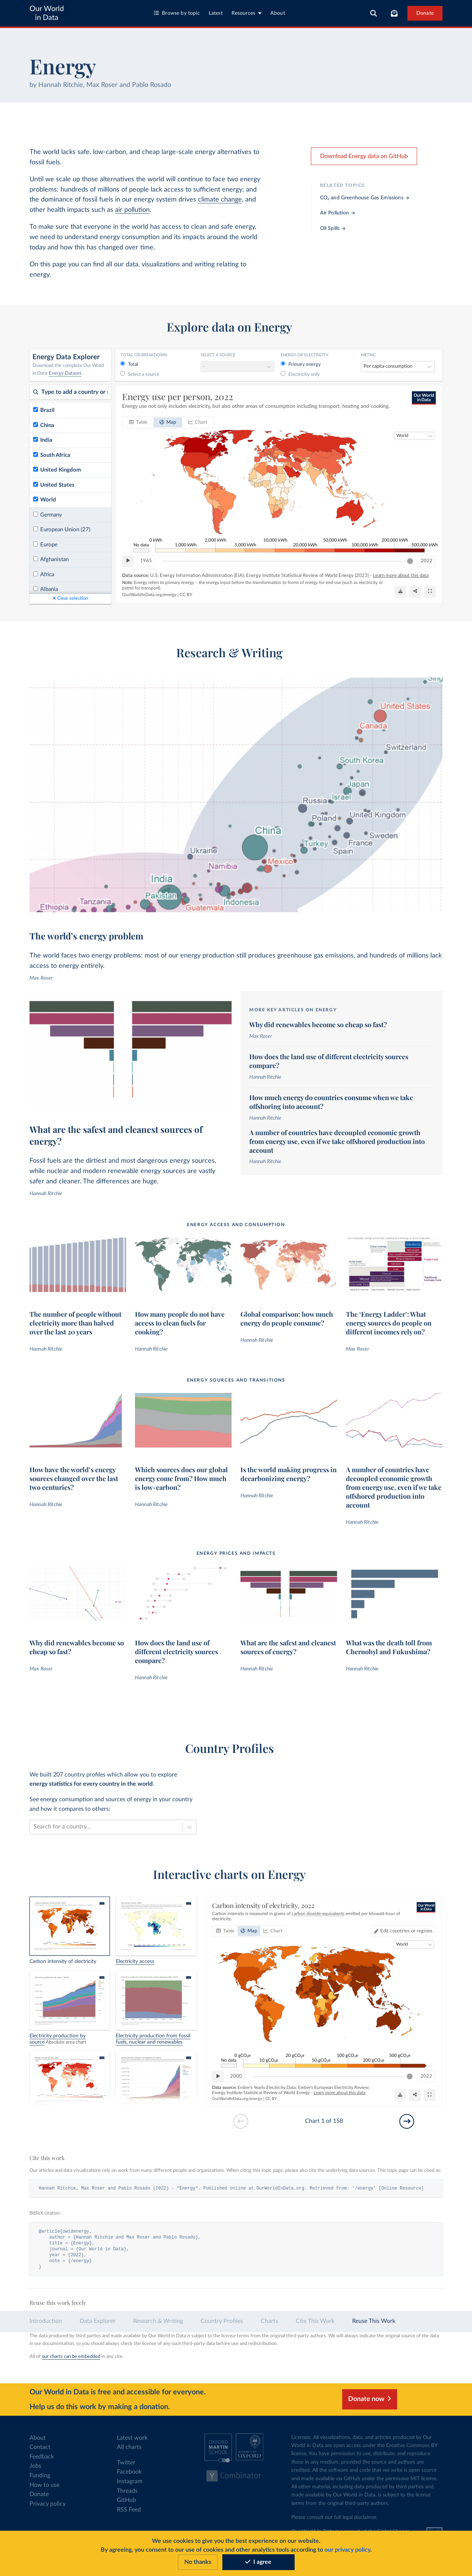 Our World
in Data
Browse by topic
Latest
Resources
About
Donate
Energy
by Hannah Ritchie, Max Roser and Pablo Rosado
The world lacks safe, low-carbon, and cheap large-scale energy alternatives to
fossil fuels.
Until we scale up those alternatives the world will continue to face two energy
problems: hundreds of millions of people lack access to sufficient energy; and
the dominance of fossil fuels in our energy system drives climate change, and
other health impacts such as air pollution.
To make sure everyone in the world has access to clean and safe energy,
we need to understand energy consumption and its impacts around the world
today and how this has changed over time.
On this page you can find all our data, visualizations and writing relating to
energy.
Download Energy data on GitHub
RELATED TOPICS
CO₂ and Greenhouse Gas Emissions →
Air Pollution →
Oil Spills →
Explore data on Energy
Energy Data Explorer
Download the complete Our World
in Data Energy Dataset.
Type to add a country or
Brazil
China
India
South Africa
United Kingdom
United States
World
Germany
European Union (27)
Europe
Afghanistan
Africa
Albania
× Clear selection
TOTAL OR BREAKDOWN
Total
Select a source
SELECT A SOURCE
-
ENERGY OR ELECTRICITY
Primary energy
Electricity only
METRIC
Per capita consumption
Energy use per person, 2022
Energy use not only includes electricity, but also other areas of consumption including transport, heating and cooking.
Our World
in Data
Table
Map
Chart
World
No data
0 kWh
1,000 kWh
2,000 kWh
5,000 kWh
10,000 kWh
20,000 kWh
50,000 kWh
100,000 kWh
200,000 kWh
500,000 kWh
1965
2022
Data source: U.S. Energy Information Administration (EIA); Energy Institute Statistical Review of World Energy (2023) - Learn more about this data
Note: Energy refers to primary energy – the energy input before the transformation to forms of energy for end-use (such as electricity or
petrol for transport).
OurWorldInData.org/energy | CC BY
Research & Writing
United States
Canada
Switzerland
South Korea
Japan
Israel
Russia
Poland
United Kingdom
China
Sweden
Turkey
France
Spain
Ukraine
Mexico
Namibia
India
Tanzania
Pakistan
Indonesia
Ethiopia
Guatemala
The world's energy problem
The world faces two energy problems: most of our energy production still produces greenhouse gas emissions, and hundreds of millions lack
access to energy entirely.
Max Roser
What are the safest and cleanest sources of
energy?
Fossil fuels are the dirtiest and most dangerous energy sources,
while nuclear and modern renewable energy sources are vastly
safer and cleaner. The differences are huge.
Hannah Ritchie
MORE KEY ARTICLES ON ENERGY
Why did renewables become so cheap so fast?
Max Roser
How does the land use of different electricity sources
compare?
Hannah Ritchie
How much energy do countries consume when we take
offshoring into account?
Hannah Ritchie
A number of countries have decoupled economic growth
from energy use, even if we take offshored production into
account
Hannah Ritchie
ENERGY ACCESS AND CONSUMPTION
The number of people without
electricity more than halved
over the last 20 years
Hannah Ritchie
How many people do not have
access to clean fuels for
cooking?
Hannah Ritchie
Global comparison: how much
energy do people consume?
Hannah Ritchie
The 'Energy Ladder': What
energy sources do people on
different incomes rely on?
Max Roser
ENERGY SOURCES AND TRANSITIONS
How have the world's energy
sources changed over the last
two centuries?
Hannah Ritchie
Which sources does our global
energy come from? How much
is low-carbon?
Hannah Ritchie
Is the world making progress in
decarbonizing energy?
Hannah Ritchie
A number of countries have
decoupled economic growth
from energy use, even if we take
offshored production into
account
Hannah Ritchie
ENERGY PRICES AND IMPACTS
Why did renewables become so
cheap so fast?
Max Roser
How does the land use of
different electricity sources
compare?
Hannah Ritchie
What are the safest and cleanest
sources of energy?
Hannah Ritchie
What was the death toll from
Chernobyl and Fukushima?
Hannah Ritchie
Country Profiles
We built 207 country profiles which allow you to explore
energy statistics for every country in the world.
See energy consumption and sources of energy in your country
and how it compares to others:
Search for a country...
Interactive charts on Energy
Carbon intensity of electricity
Electricity access
Electricity production by
source Absolute area chart
Electricity production from fossil
fuels, nuclear and renewables
Carbon intensity of electricity, 2022
Carbon intensity is measured in grams of carbon dioxide-equivalents emitted per kilowatt-hour of
electricity.
Our World
in Data
Table
Map
Chart
Edit countries or regions
World
No data
0 gCO₂e
10 gCO₂e
20 gCO₂e
50 gCO₂e
100 gCO₂e
200 gCO₂e
500 gCO₂e
2000
2022
Data source: Ember's Yearly Electricity Data; Ember's European Electricity Review;
Energy Institute Statistical Review of World Energy - Learn more about this data
OurWorldInData.org/energy | CC BY
Chart 1 of 158
Cite this work
Our articles and data visualizations rely on work from many different people and organizations. When citing this topic page, please also cite the underlying data sources. This topic page can be cited as:
Hannah Ritchie, Max Roser and Pablo Rosado (2022) - "Energy". Published online at OurWorldInData.org. Retrieved from: '/energy' [Online Resource]
BibTeX citation
@article{owidenergy,
author = {Hannah Ritchie and Max Roser and Pablo Rosado},
title = {Energy},
journal = {Our World in Data},
year = {2022},
note = {/energy}
}
Reuse this work freely
Introduction
Data Explorer
Research & Writing
Country Profiles
Charts
Cite This Work
Reuse This Work
The data produced by third parties and made available by Our World in Data is subject to the license terms from the original third-party authors. We will always indicate the original source of the data
in our documentation, so you should always check the license of any such third-party data before use and redistribution.
All of our charts can be embedded in any site.
Our World in Data is free and accessible for everyone.
Help us do this work by making a donation.
Donate now
About
Contact
Feedback
Jobs
Funding
How to use
Donate
Privacy policy
Latest work
All charts
Twitter
Facebook
Instagram
Threads
GitHub
RSS Feed
OXFORD
MARTIN
SCHOOL
UNIVERSITY OF
OXFORD
Y Combinator
Licenses: All visualizations, data, and articles produced by Our
World in Data are open access under the Creative Commons BY
license. You have permission to use, distribute, and reproduce
these in any medium, provided the source and authors are
credited. All the software and code that we write is open source
and made available via GitHub under the permissive MIT license.
All other material, including data produced by third parties and
made available by Our World in Data, is subject to the license
terms from the original third-party authors.
Please consult our full legal disclaimer.
We use cookies to give you the best experience on our website.
By agreeing, you consent to our use of cookies and other analytics tools according to our privacy policy.
No thanks
I agree